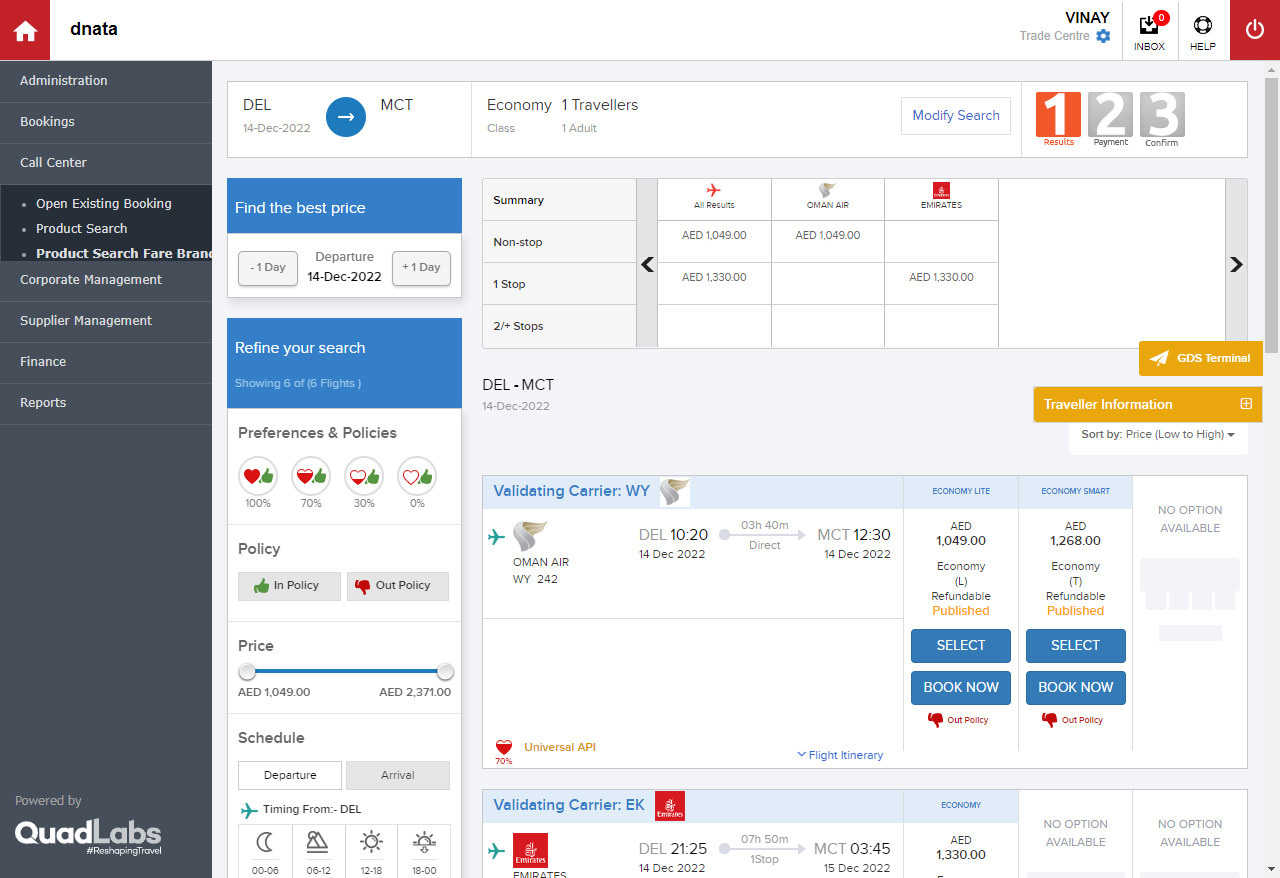 dnata
VINAY
Trade Centre
0
INBOX
HELP
Administration
Bookings
Call Center
Open Existing Booking
Product Search
Product Search Fare Bran
Corporate Management
Supplier Management
Finance
Reports
Powered by
QuadLabs
#ReshapingTravel
DEL
MCT
14-Dec-2022
Economy 1 Travellers
Class 1 Adult
Modify Search
1 2 3
Results Payment Confirm
Find the best price
- 1 Day
Departure
14-Dec-2022
+ 1 Day
Refine your search
Showing 6 of (6 Flights )
Preferences & Policies
100% 70% 30% 0%
Policy
In Policy Out Policy
Price
AED 1,049.00 AED 2,371.00
Schedule
Departure Arrival
Timing From:- DEL
00-06 06-12 12-18 18-00
Summary All Results OMAN AIR Emirates EMIRATES
Non-stop AED 1,049.00 AED 1,049.00
1 Stop AED 1,330.00 AED 1,330.00
2/+ Stops
GDS Terminal
DEL - MCT
14-Dec-2022
Traveller Information
Sort by: Price (Low to High)
Validating Carrier: WY
ECONOMY LITE ECONOMY SMART
OMAN AIR
WY 242
DEL 10:20
14 Dec 2022
03h 40m
Direct
MCT 12:30
14 Dec 2022
AED
1,049.00
Economy
(L)
Refundable
Published
SELECT
BOOK NOW
Out Policy
AED
1,268.00
Economy
(T)
Refundable
Published
SELECT
BOOK NOW
Out Policy
NO OPTION
AVAILABLE
70%
Universal API
Flight Itinerary
Validating Carrier: EK
Emirates
ECONOMY
Emirates
EMIRATES
DEL 21:25
14 Dec 2022
07h 50m
1Stop
MCT 03:45
15 Dec 2022
AED
1,330.00
NO OPTION
AVAILABLE
NO OPTION
AVAILABLE